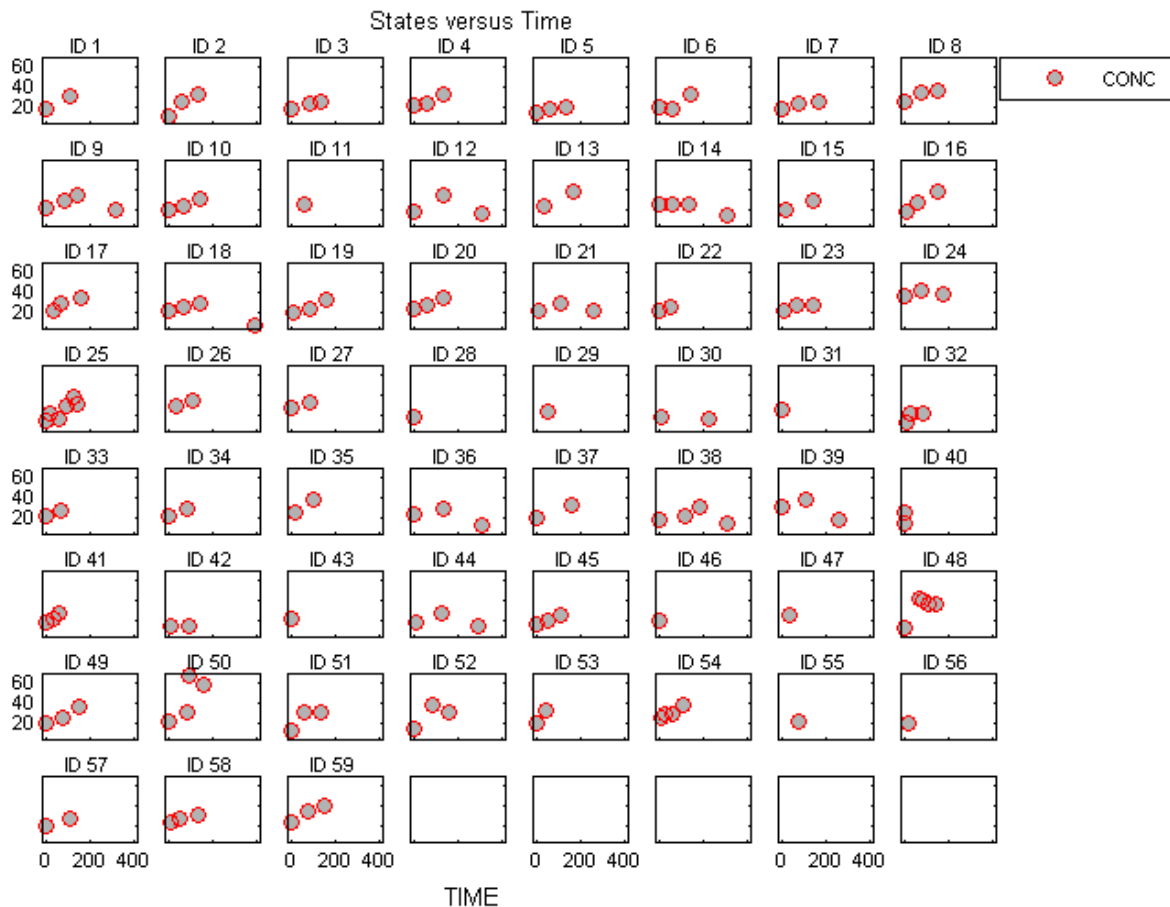 States versus Time
ID 1 ID 2 ID 3 ID 4 ID 5 ID 6 ID 7 ID 8
60
40
20
CONC
ID 9 ID 10 ID 11 ID 12 ID 13 ID 14 ID 15 ID 16
ID 17 ID 18 ID 19 ID 20 ID 21 ID 22 ID 23 ID 24
60
40
20
ID 25 ID 26 ID 27 ID 28 ID 29 ID 30 ID 31 ID 32
ID 33 ID 34 ID 35 ID 36 ID 37 ID 38 ID 39 ID 40
60
40
20
ID 41 ID 42 ID 43 ID 44 ID 45 ID 46 ID 47 ID 48
ID 49 ID 50 ID 51 ID 52 ID 53 ID 54 ID 55 ID 56
60
40
20
ID 57 ID 58 ID 59
0 200 400 0 200 400 0 200 400 0 200 400
TIME